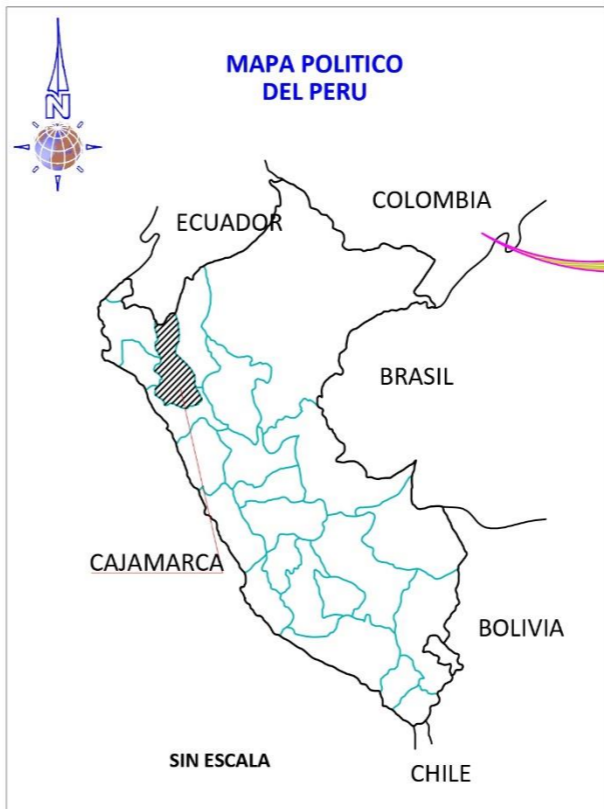 MAPA POLITICO
DEL PERU
N
ECUADOR
COLOMBIA
BRASIL
CAJAMARCA
BOLIVIA
SIN ESCALA
CHILE